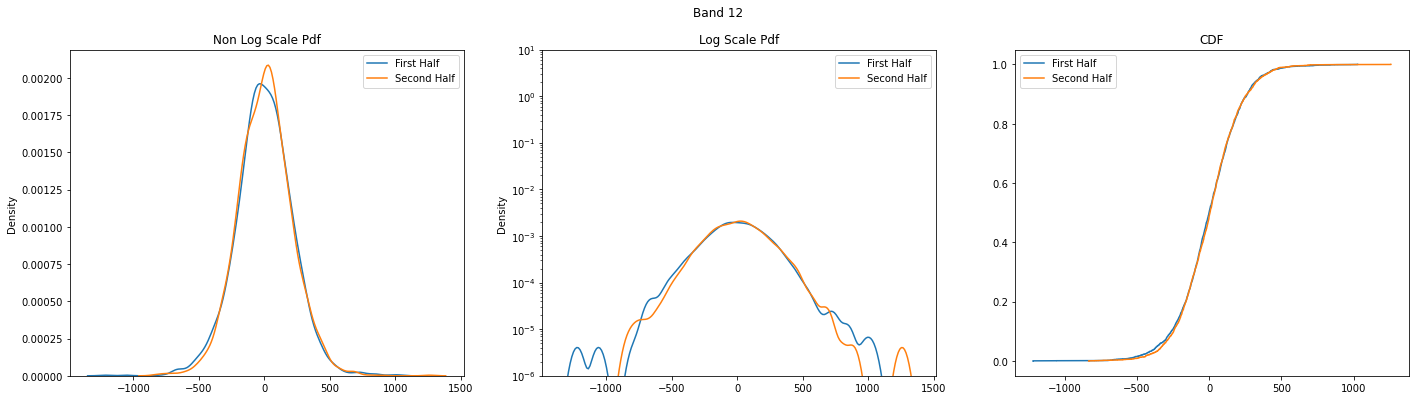 Band 12
Non Log Scale Pdf
Density
0.00200
0.00175
0.00150
0.00125
0.00100
0.00075
0.00050
0.00025
0.00000
−1000 −500 0 500 1000 1500
First Half
Second Half
Log Scale Pdf
Density
10^1
10^0
10^−1
10^−2
10^−3
10^−4
10^−5
10^−6
−1000 −500 0 500 1000 1500
First Half
Second Half
CDF
1.0
0.8
0.6
0.4
0.2
0.0
−1000 −500 0 500 1000
First Half
Second Half